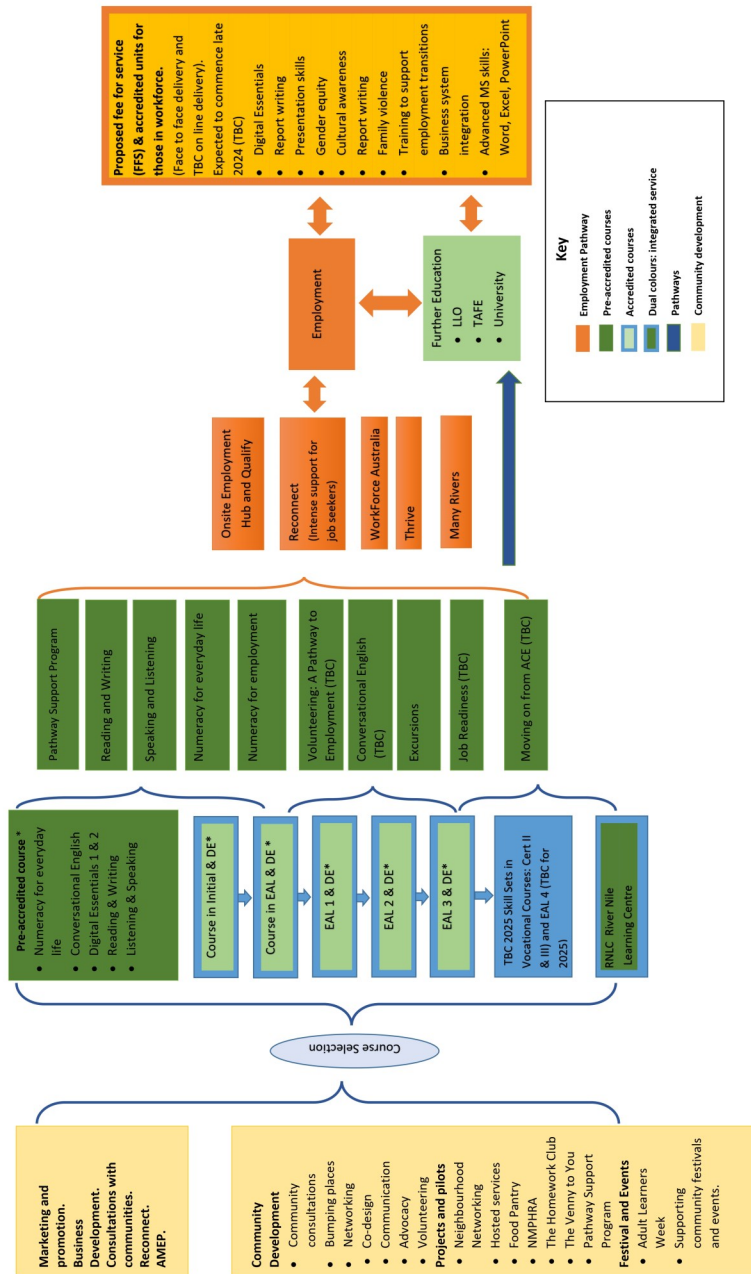 Marketing and
promotion.
Business
Development.
Consultations with
communities.
Reconnect.
AMEP.
Community
Development
• Community
consultations
• Bumping places
• Networking
• Co-design
• Communication
• Advocacy
• Volunteering
Projects and pilots
• Neighbourhood
Networking
• Hosted services
• Food Pantry
• NMPHRA
• The Homework Club
• The Venny to You
• Pathway Support
Program
Festival and Events
• Adult Learners
Week
• Supporting
community festivals
and events.
Course Selection
Pre-accredited course *
• Numeracy for everyday
life
• Conversational English
• Digital Essentials 1 & 2
• Reading & Writing
• Listening & Speaking
Course in Initial & DE*
Course in EAL & DE *
EAL 1 & DE*
EAL 2 & DE*
EAL 3 & DE*
TBC 2025 Skill Sets in
Vocational Courses: Cert II
& III) and EAL 4 (TBC for
2025)
RNLC River Nile
Learning Centre
Pathway Support Program
Reading and Writing
Speaking and Listening
Numeracy for everyday life
Numeracy for employment
Volunteering: A Pathway to
Employment (TBC)
Conversational English
(TBC)
Excursions
Job Readiness (TBC)
Moving on from ACE (TBC)
Onsite Employment
Hub and Qualify
Reconnect
(Intense support for
job seekers)
WorkForce Australia
Thrive
Many Rivers
Employment
Further Education
• LLO
• TAFE
• University
Proposed fee for service
(FFS) & accredited units for
those in workforce.
(Face to face delivery and
TBC on line delivery).
Expected to commence late
2024 (TBC)
• Digital Essentials
• Report writing
• Presentation skills
• Gender equity
• Cultural awareness
• Report writing
• Family violence
• Training to support
employment transitions
• Business system
integration
• Advanced MS skills:
Word, Excel, PowerPoint
Key
Employment Pathway
Pre-accredited courses
Accredited courses
Dual colours: integrated service
Pathways
Community development